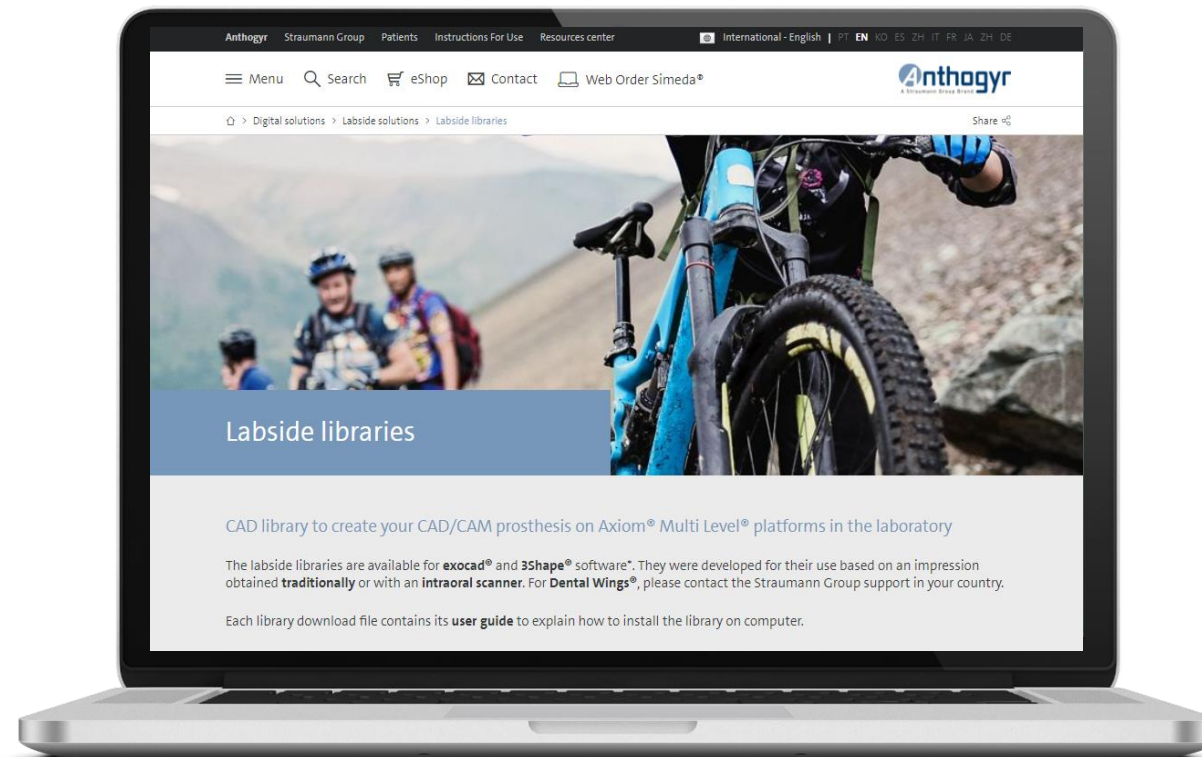 Anthogyr Straumann Group Patients Instructions For Use Resources center International - English | PT EN KO ES ZH IT FR JA ZH DE
Menu Search eShop Contact Web Order Simeda®
Anthogyr
A Straumann Group Brand
> Digital solutions > Labside solutions > Labside libraries Share
Labside libraries
CAD library to create your CAD/CAM prosthesis on Axiom® Multi Level® platforms in the laboratory
The labside libraries are available for exocad® and 3Shape® software*. They were developed for their use based on an impression
obtained traditionally or with an intraoral scanner. For Dental Wings®, please contact the Straumann Group support in your country.
Each library download file contains its user guide to explain how to install the library on computer.